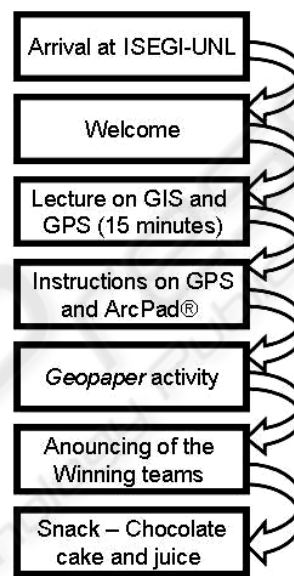 Arrival at ISEGI-UNL
Welcome
Lecture on GIS and
GPS (15 minutes)
Instructions on GPS
and ArcPad®
Geopaper activity
Anouncing of the
Winning teams
Snack – Chocolate
cake and juice